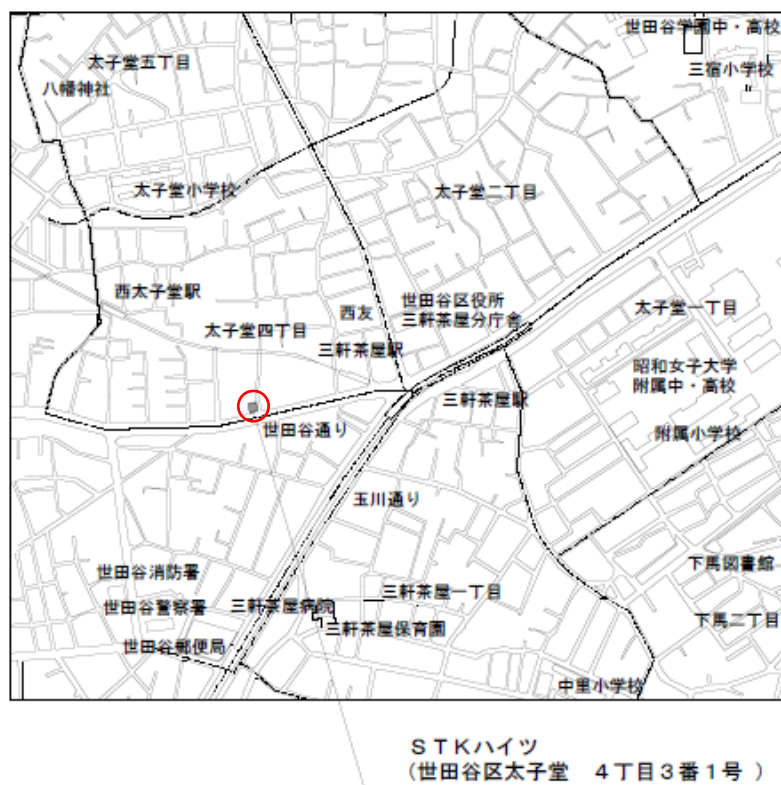 世田谷学園中・高校
太子堂五丁目
三宿小学校
八幡神社
太子堂小学校
太子堂二丁目
西太子堂駅
世田谷区役所
三軒茶屋分庁舎
太子堂一丁目
西友
太子堂四丁目
三軒茶屋駅
昭和女子大学
附属中・高校
三軒茶屋駅
世田谷通り
附属小学校
玉川通り
下馬図書館
世田谷消防署
三軒茶屋一丁目
世田谷警察署
三軒茶屋病院
下馬二丁目
三軒茶屋保育園
世田谷郵便局
中里小学校
STKハイツ
(世田谷区太子堂 4丁目3番1号 )